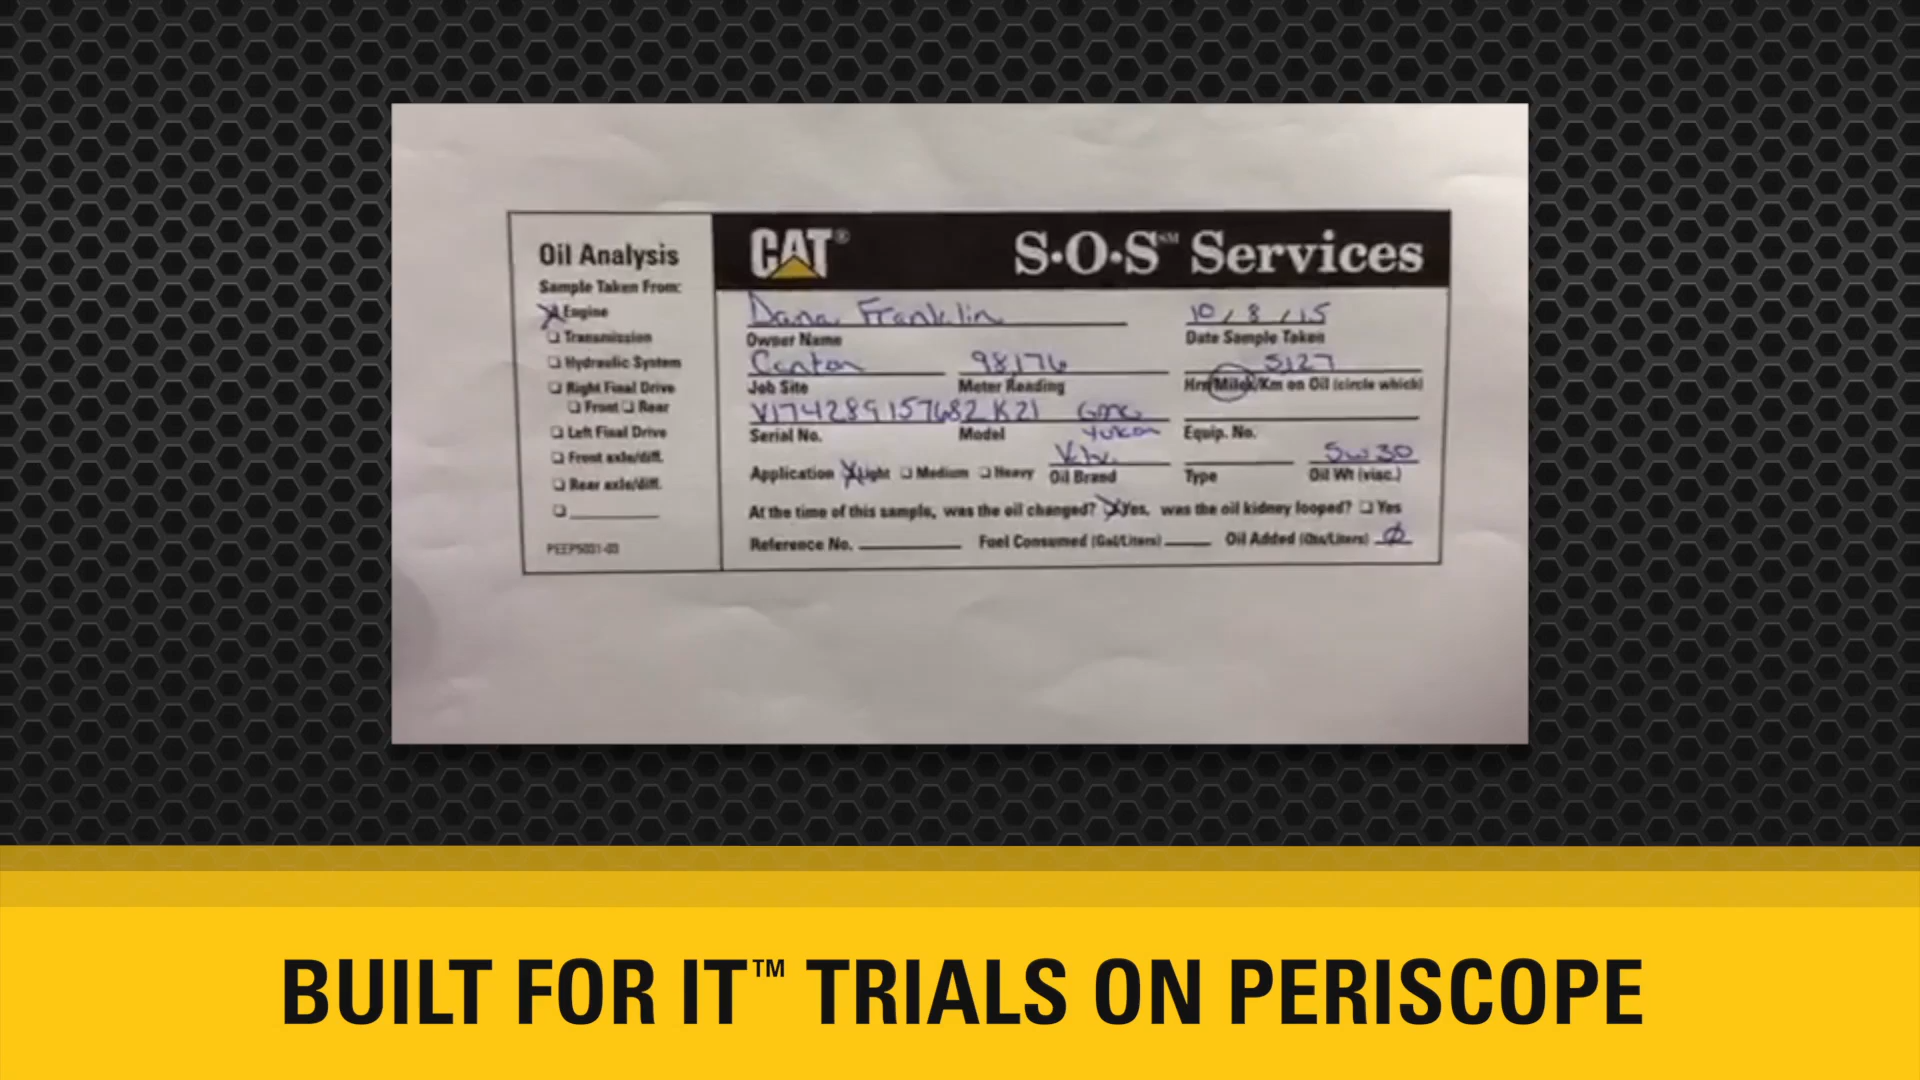 Oil Analysis
Sample Taken From:
Engine
Transmission
Hydraulic System
Right Final Drive
Front Rear
Left Final Drive
Front axle/diff.
Rear axle/diff.
PEEP5001-03
CAT® S•O•S℠ Services
Dana Franklin 10/8/15
Owner Name Date Sample Taken
Canton 98,176 5127
Job Site Meter Reading Hrs/Miles/Km on Oil (circle which)
GMC
Serial No. Model Yukon Equip. No.
5w30
Application Light Medium Heavy Oil Brand Type Oil Wt (visc.)
At the time of this sample, was the oil changed? Yes, was the oil kidney looped? Yes
Reference No. Fuel Consumed (Gal/Liters) Oil Added (Qts/Liters) Ø
BUILT FOR IT™ TRIALS ON PERISCOPE